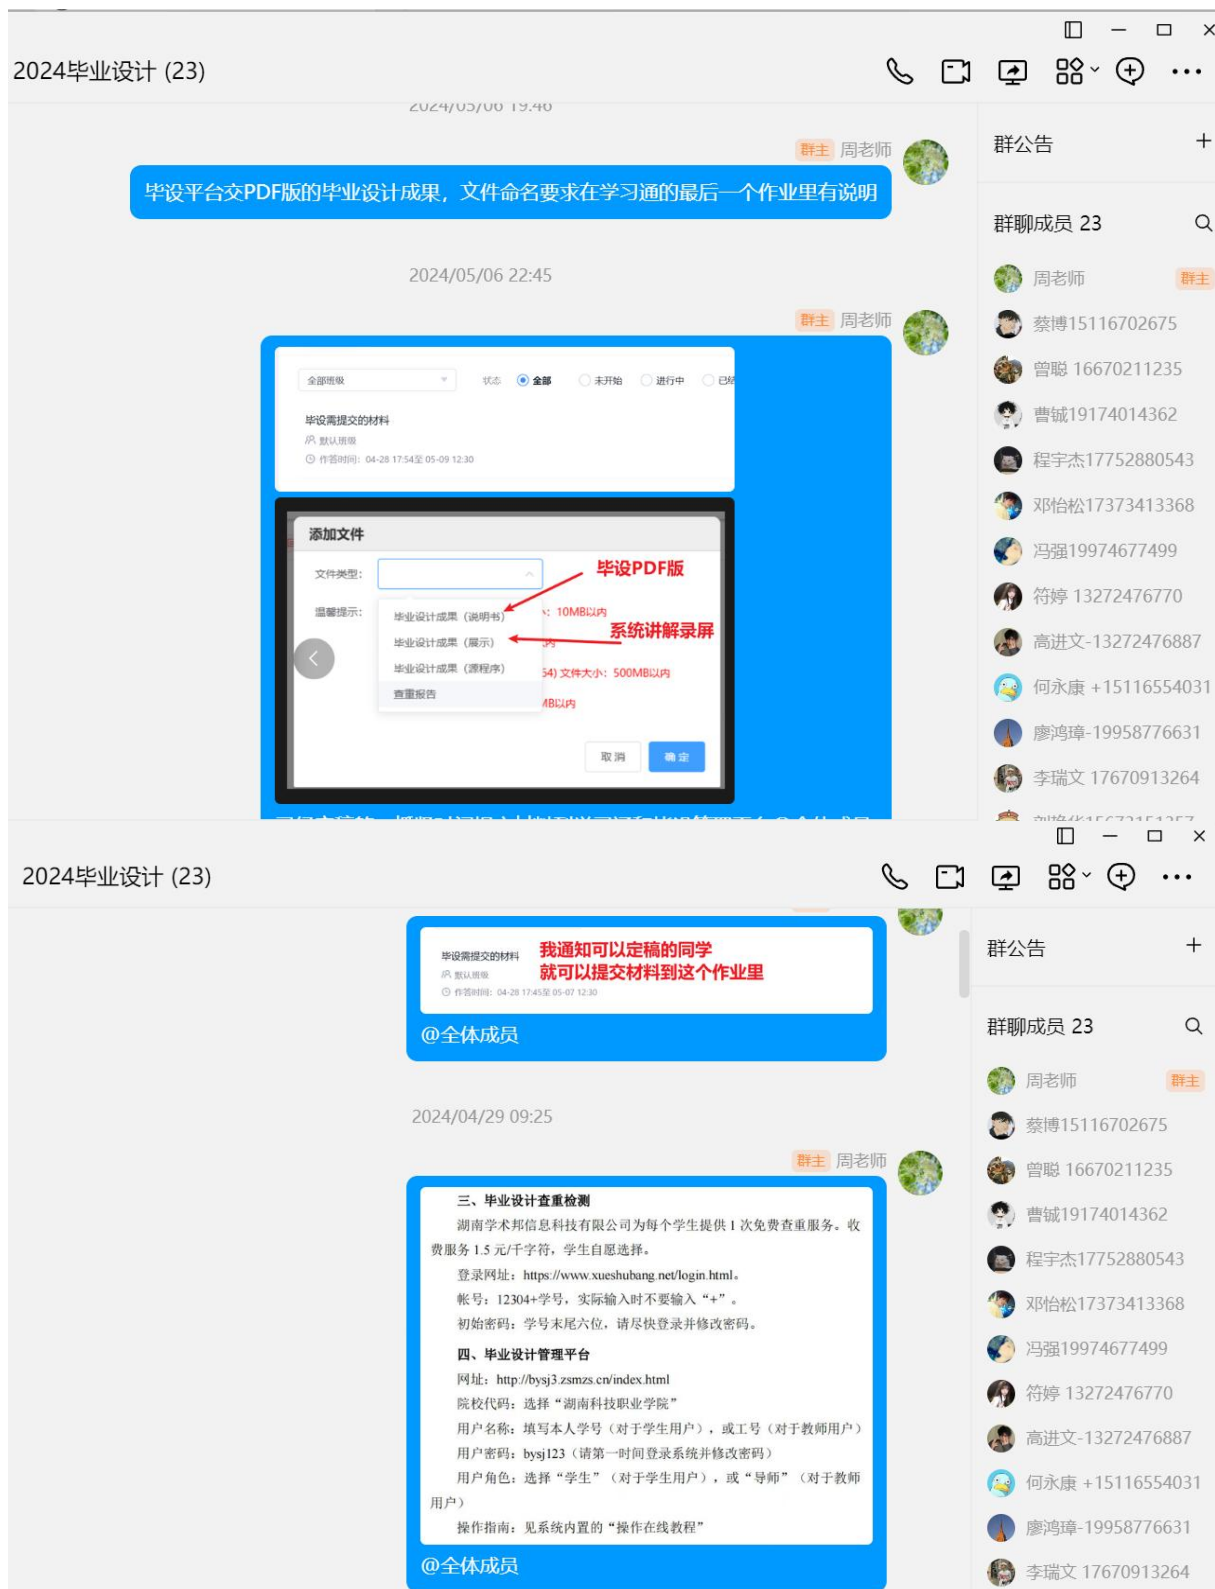 2024毕业设计 (23)
2024/05/06 19:46
群主 周老师
毕设平台交PDF版的毕业设计成果，文件命名要求在学习通的最后一个作业里有说明
2024/05/06 22:45
群主 周老师
全部班级 状态 全部 未开始 进行中 已结
毕设需提交的材料
默认班级
作答时间：04-28 17:54至 05-09 12:30
添加文件
文件类型：
毕设PDF版
温馨提示：
毕业设计成果（说明书）
：10MB以内
系统讲解录屏
毕业设计成果（展示）
内
毕业设计成果（源程序）
64) 文件大小：500MB以内
查重报告
MB以内
取消 确定
群公告
群聊成员 23
周老师 群主
蔡博15116702675
曾聪 16670211235
曹铖19174014362
程宇杰17752880543
邓怡松17373413368
冯强19974677499
符婷 13272476770
高进文-13272476887
何永康 +15116554031
廖鸿璋-19958776631
李瑞文 17670913264
2024毕业设计 (23)
毕设需提交的材料
我通知可以定稿的同学
就可以提交材料到这个作业里
默认班级
作答时间：04-28 17:45至 05-07 12:30
@全体成员
2024/04/29 09:25
群主 周老师
三、毕业设计查重检测
湖南学术邦信息科技有限公司为每个学生提供 1 次免费查重服务。收
费服务 1.5 元/千字符，学生自愿选择。
登录网址：https://www.xueshubang.net/login.html。
帐号：12304+学号，实际输入时不要输入“+”。
初始密码：学号末尾六位，请尽快登录并修改密码。
四、毕业设计管理平台
网址：http://bysj3.zsmzs.cn/index.html
院校代码：选择“湖南科技职业学院”
用户名称：填写本人学号（对于学生用户），或工号（对于教师用户）
用户密码：bysj123（请第一时间登录系统并修改密码）
用户角色：选择“学生”（对于学生用户），或“导师”（对于教师
用户）
操作指南：见系统内置的“操作在线教程”
@全体成员
群公告
群聊成员 23
周老师 群主
蔡博15116702675
曾聪 16670211235
曹铖19174014362
程宇杰17752880543
邓怡松17373413368
冯强19974677499
符婷 13272476770
高进文-13272476887
何永康 +15116554031
廖鸿璋-19958776631
李瑞文 17670913264